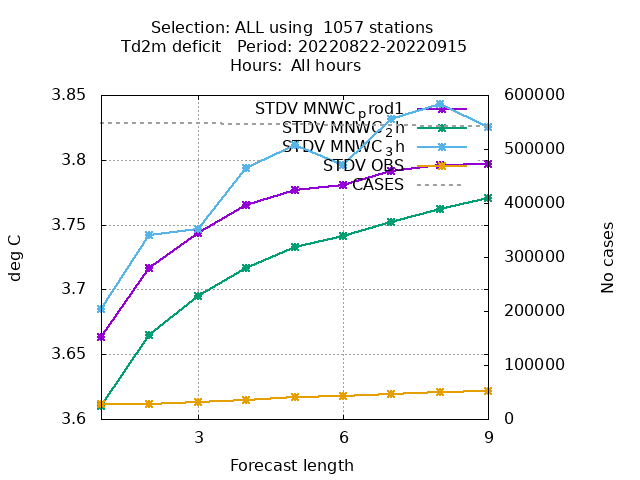 Selection: ALL using  1057 stations
Td2m deficit   Period: 20220822-20220915
Hours:  All hours
3.85
3.8
3.75
3.7
3.65
3.6
600000
500000
400000
300000
200000
100000
0
STDV MNWC_prod1
STDV MNWC_2h
STDV MNWC_3h
STDV OBS
CASES
deg C
No cases
3
6
9
Forecast length